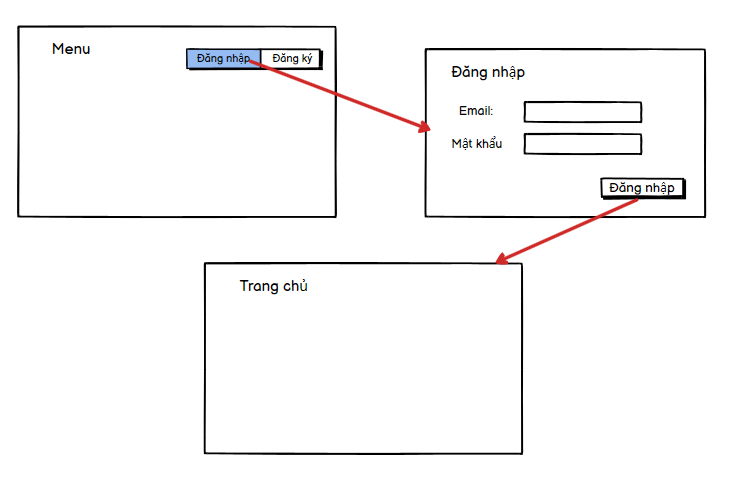 Menu
Đăng nhập Đăng ký
Đăng nhập
Email:
Mật khẩu
Đăng nhập
Trang chủ